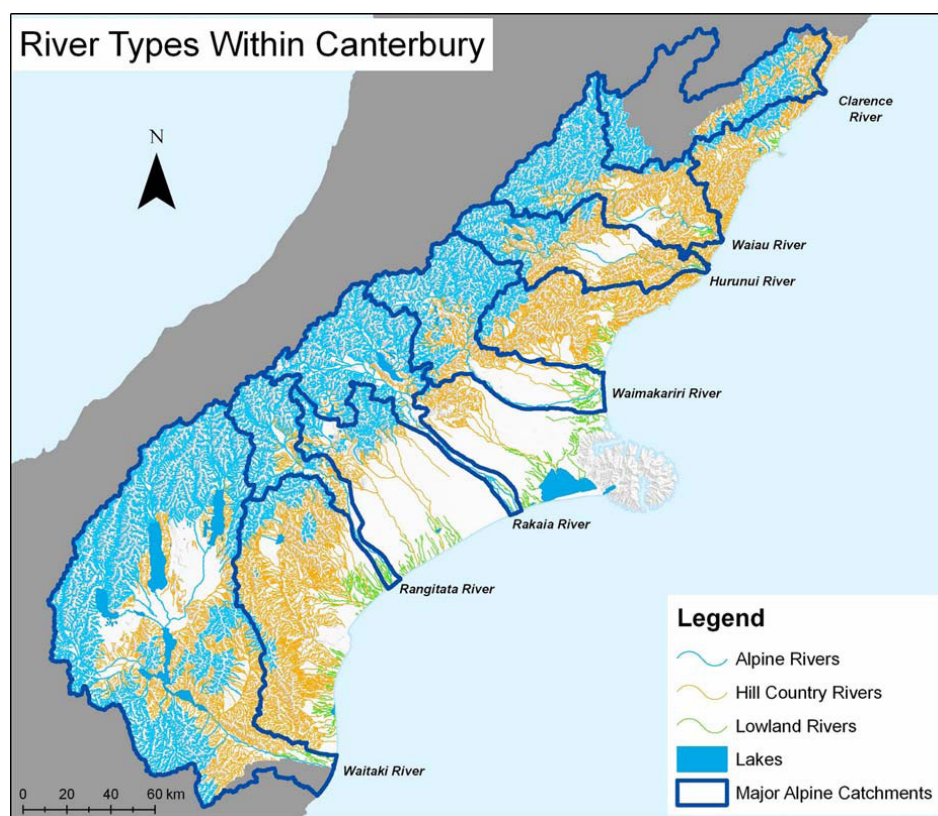 River Types Within Canterbury
N
Clarence
River
Waiau River
Hurunui River
Waimakariri River
Rakaia River
Rangitata River
Waitaki River
Legend
Alpine Rivers
Hill Country Rivers
Lowland Rivers
Lakes
Major Alpine Catchments
0 20 40 60 km